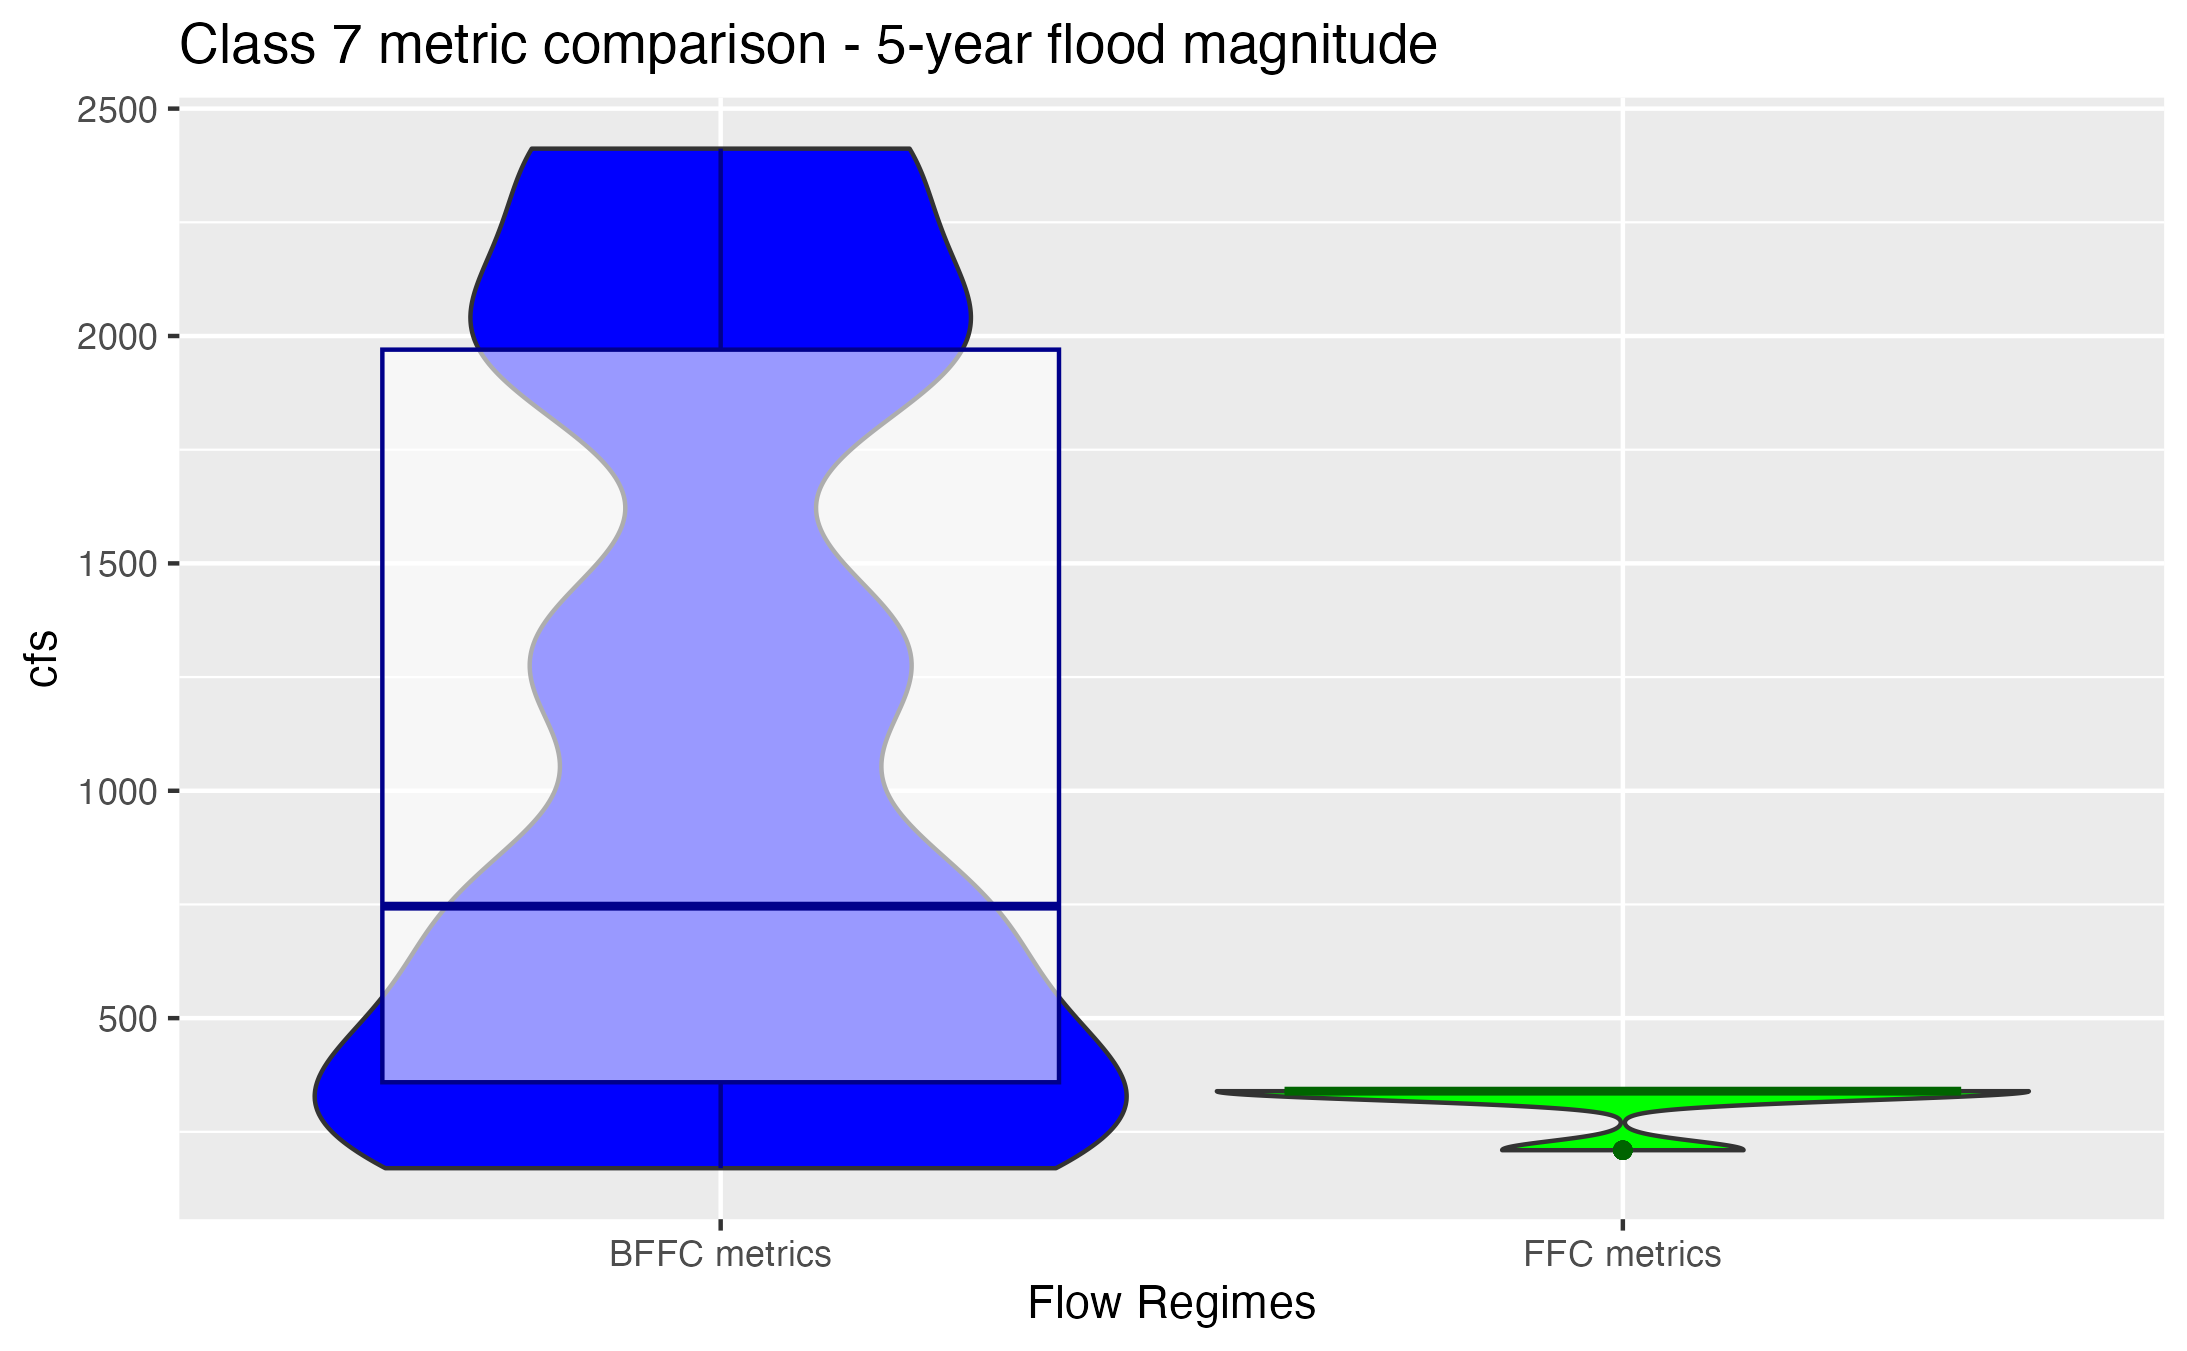 Class 7 metric comparison - 5-year flood magnitude
2500
2000
1500
1000
500
cfs
BFFC metrics
FFC metrics
Flow Regimes